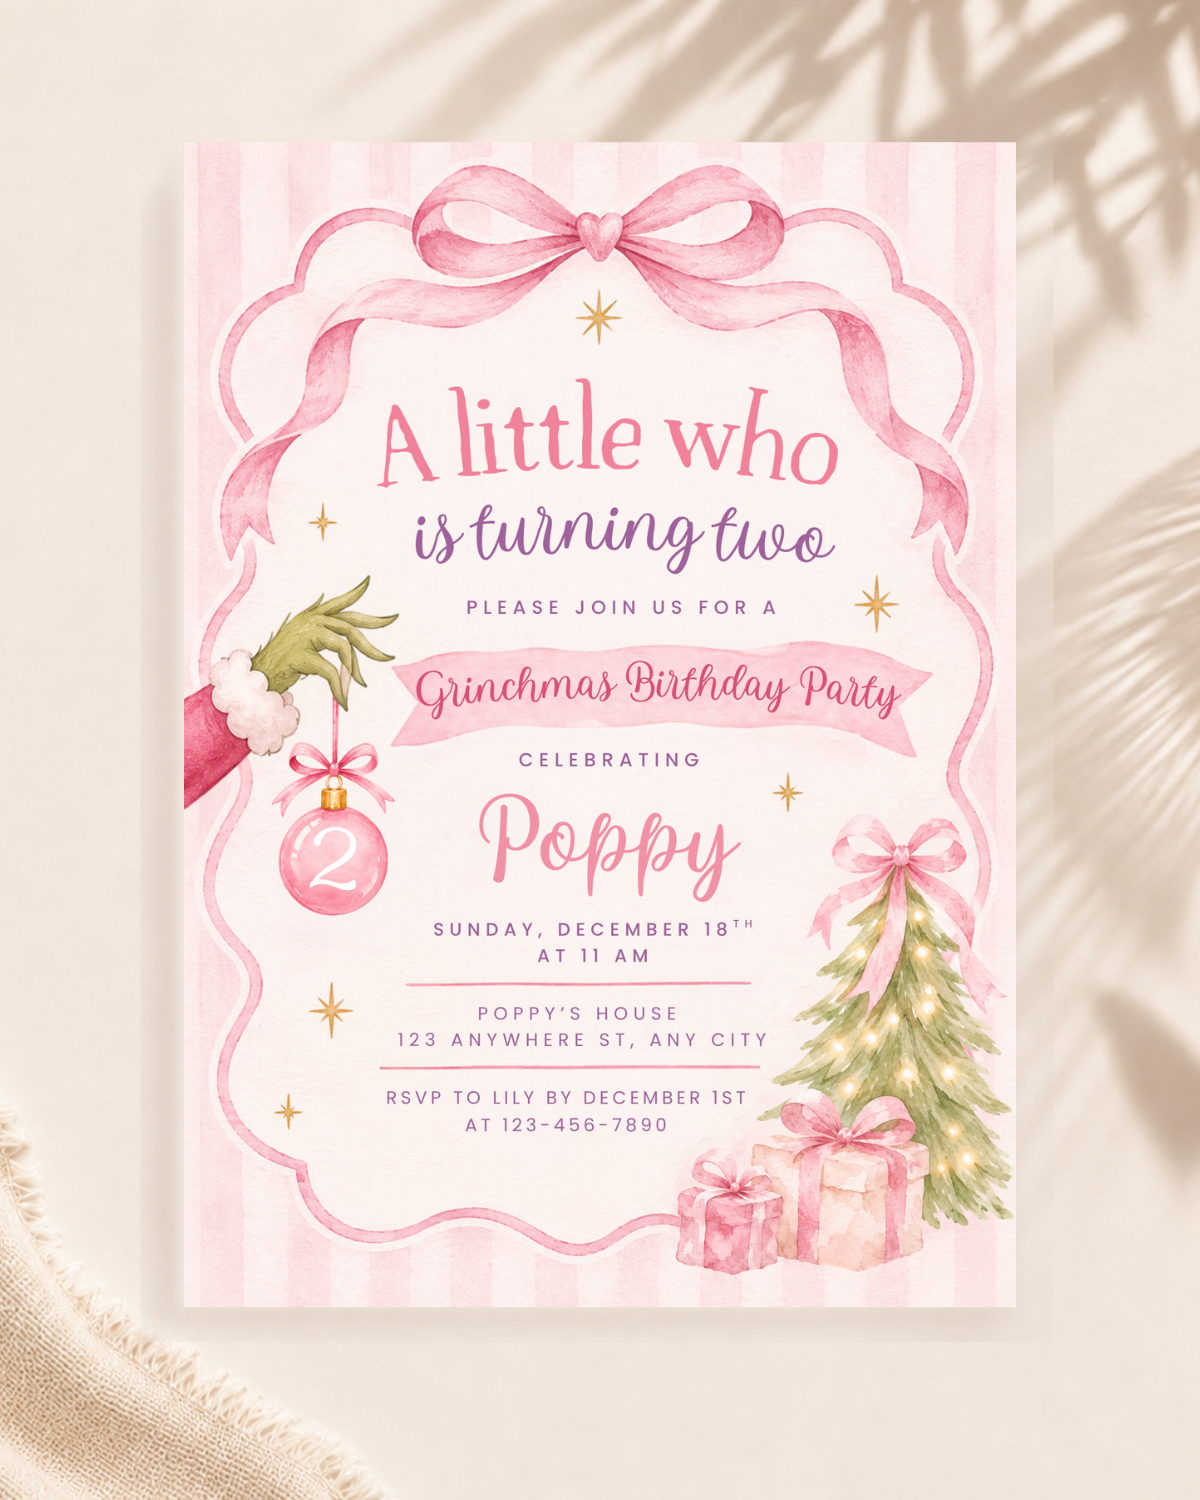 A little who
is turning two
PLEASE JOIN US FOR A
Grinchmas Birthday Party
CELEBRATING
Poppy
2
SUNDAY, DECEMBER 18TH
AT 11 AM
POPPY'S HOUSE
123 ANYWHERE ST, ANY CITY
RSVP TO LILY BY DECEMBER 1ST
AT 123-456-7890